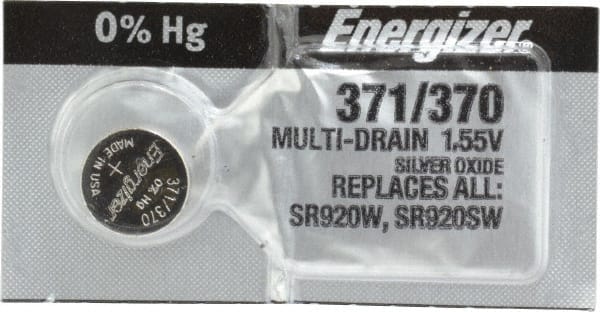 0% Hg
Energizer®
371/370
MULTI-DRAIN 1.55V
SILVER OXIDE
REPLACES ALL:
SR920W, SR920SW
MADE IN USA
+
Energizer
0% Hg
371/370